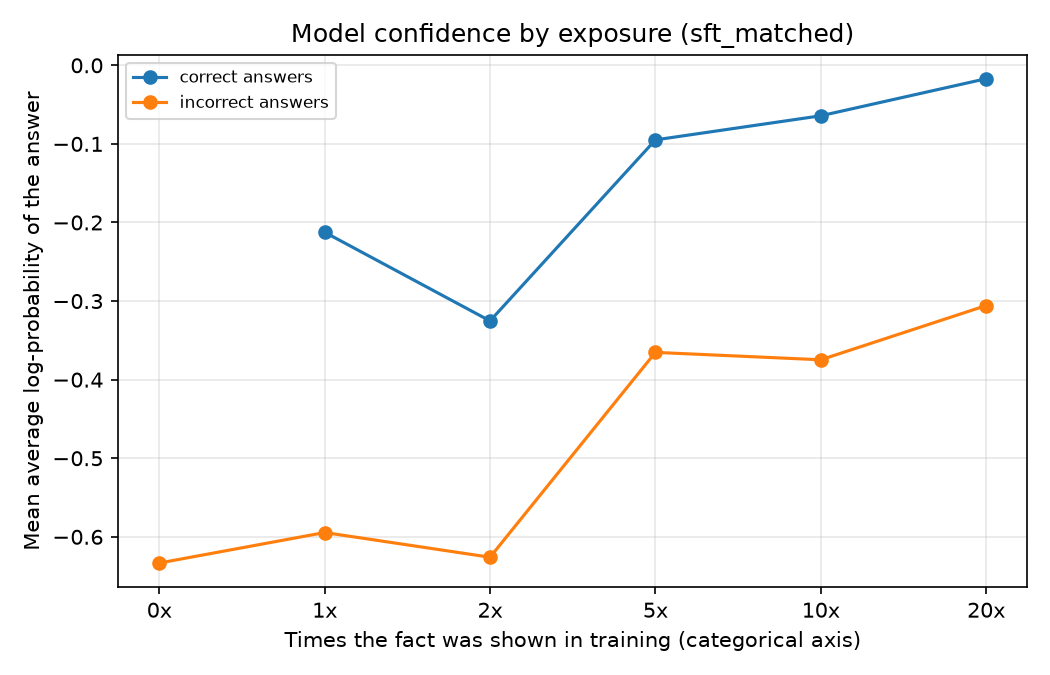 Model confidence by exposure (sft_matched)
correct answers
incorrect answers
Mean average log-probability of the answer
0.0
−0.1
−0.2
−0.3
−0.4
−0.5
−0.6
0x 1x 2x 5x 10x 20x
Times the fact was shown in training (categorical axis)